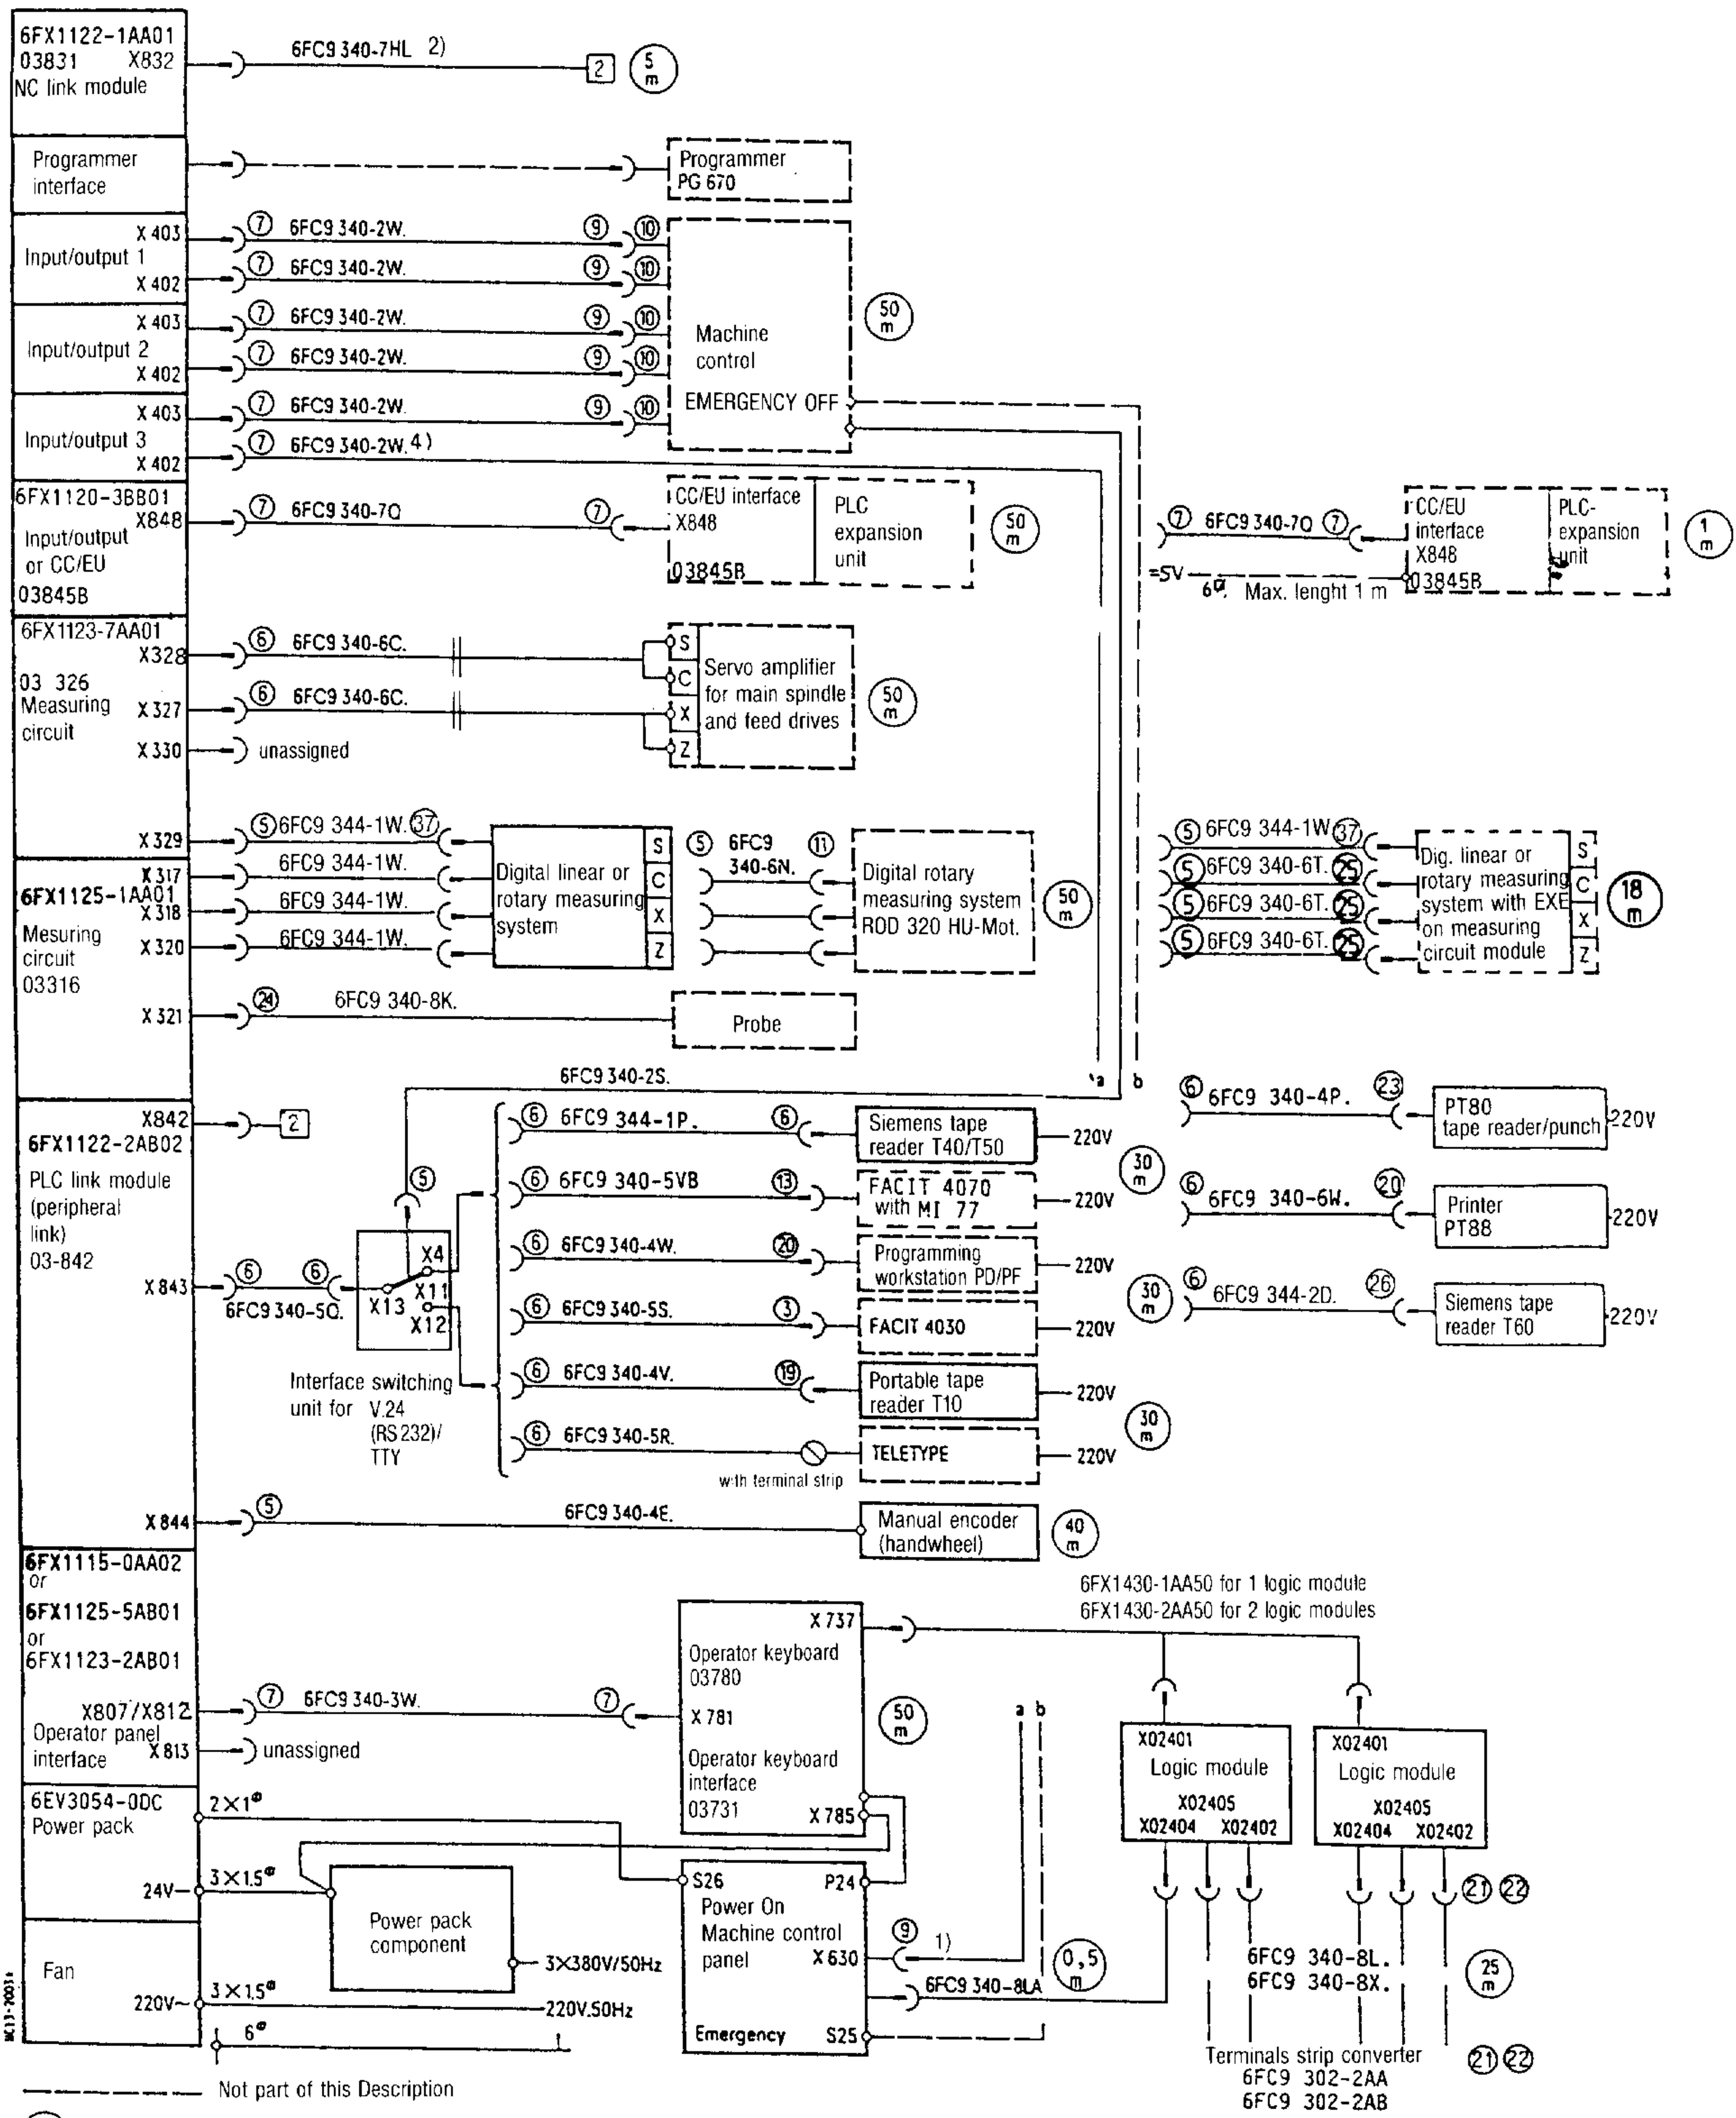 6FX1122-1AA01
03831 X832
NC link module
6FC9 340-7HL 2)
2
5 m
Programmer
interface
Programmer
PG 670
X 403
Input/output 1
X 402
7 6FC9 340-2W. 9 10
7 6FC9 340-2W. 9 10
X 403
Input/output 2
X 402
7 6FC9 340-2W. 9 10
7 6FC9 340-2W. 9 10
X 403
Input/output 3
X 402
7 6FC9 340-2W. 9 10
7 6FC9 340-2W. 4)
Machine
control
EMERGENCY OFF
50 m
6FX1120-3BB01
X848
Input/output
or CC/EU
03845B
7 6FC9 340-7Q 7
CC/EU interface
X848
03845B
PLC
expansion
unit
50 m
7 6FC9 340-7Q 7
=5V 6 Max. lenght 1 m
CC/EU
interface
X848
03845B
PLC-
expansion
unit
1 m
6FX1123-7AA01
X328
03 326
Measuring
circuit
X327
X 330
X 329
6 6FC9 340-6C.
6 6FC9 340-6C.
unassigned
S
C
X
Z
Servo amplifier
for main spindle
and feed drives
50 m
5 6FC9 344-1W. 37
6FC9 344-1W.
6FC9 344-1W.
6FC9 344-1W.
X 317
6FX1125-1AA01
X 318
Mesuring
circuit
03316
X 320
X 321
Digital linear or
rotary measuring
system
S
C
X
Z
5 6FC9
340-6N. 11
Digital rotary
measuring system
ROD 320 HU-Mot.
50 m
5 6FC9 344-1W 37
5 6FC9 340-6T. 25
5 6FC9 340-6T. 25
5 6FC9 340-6T. 25
Dig. linear or
rotary measuring
system with EXE
on measuring
circuit module
S
C
X
Z
18 m
24 6FC9 340-8K.
Probe
6FC9 340-2S.
a b
X842
6FX1122-2AB02
PLC link module
(peripheral
link)
03-842
X843
X 844
2
5
6 6
6FC9 340-5Q.
X4
X11
X13
X12
Interface switching
unit for V.24
(RS 232)/
TTY
6 6FC9 344-1P. 6
Siemens tape
reader T40/T50
220V
6 6FC9 340-5VB 13
FACIT 4070
with MI 77
220V
30 m
6 6FC9 340-4W. 20
Programming
workstation PD/PF
220V
6 6FC9 340-5S. 3
FACIT 4030
220V
30 m
6 6FC9 340-4V. 19
Portable tape
reader T10
220V
6 6FC9 340-5R.
with terminal strip
TELETYPE
220V
30 m
6 6FC9 340-4P. 23
PT80
tape reader/punch
220V
6 6FC9 340-6W. 20
Printer
PT88
220V
6 6FC9 344-2D. 26
Siemens tape
reader T60
220V
5 6FC9 340-4E.
Manual encoder
(handwheel)
40 m
6FX1115-0AA02
or
6FX1125-5AB01
or
6FX1123-2AB01
X807/X812
Operator panel
interface X 813
7 6FC9 340-3W. 7
unassigned
X 737
Operator keyboard
03780
X 781
Operator keyboard
interface
03731
X 785
50 m
6FX1430-1AA50 for 1 logic module
6FX1430-2AA50 for 2 logic modules
a b
X02401
Logic module
X02405
X02404 X02402
X02401
Logic module
X02405
X02404 X02402
21 22
6EV3054-0DC
Power pack
24V–
2×1
3×1.5
Power pack
component
3×380V/50Hz
Fan
220V~
3×1.5
220V.50Hz
6
S26 P24
Power On
Machine control
panel
X 630
Emergency S25
9 1)
0,5 m
6FC9 340-8LA
6FC9 340-8L.
6FC9 340-8X.
25 m
Terminals strip converter
6FC9 302-2AA
6FC9 302-2AB
21 22
Not part of this Description